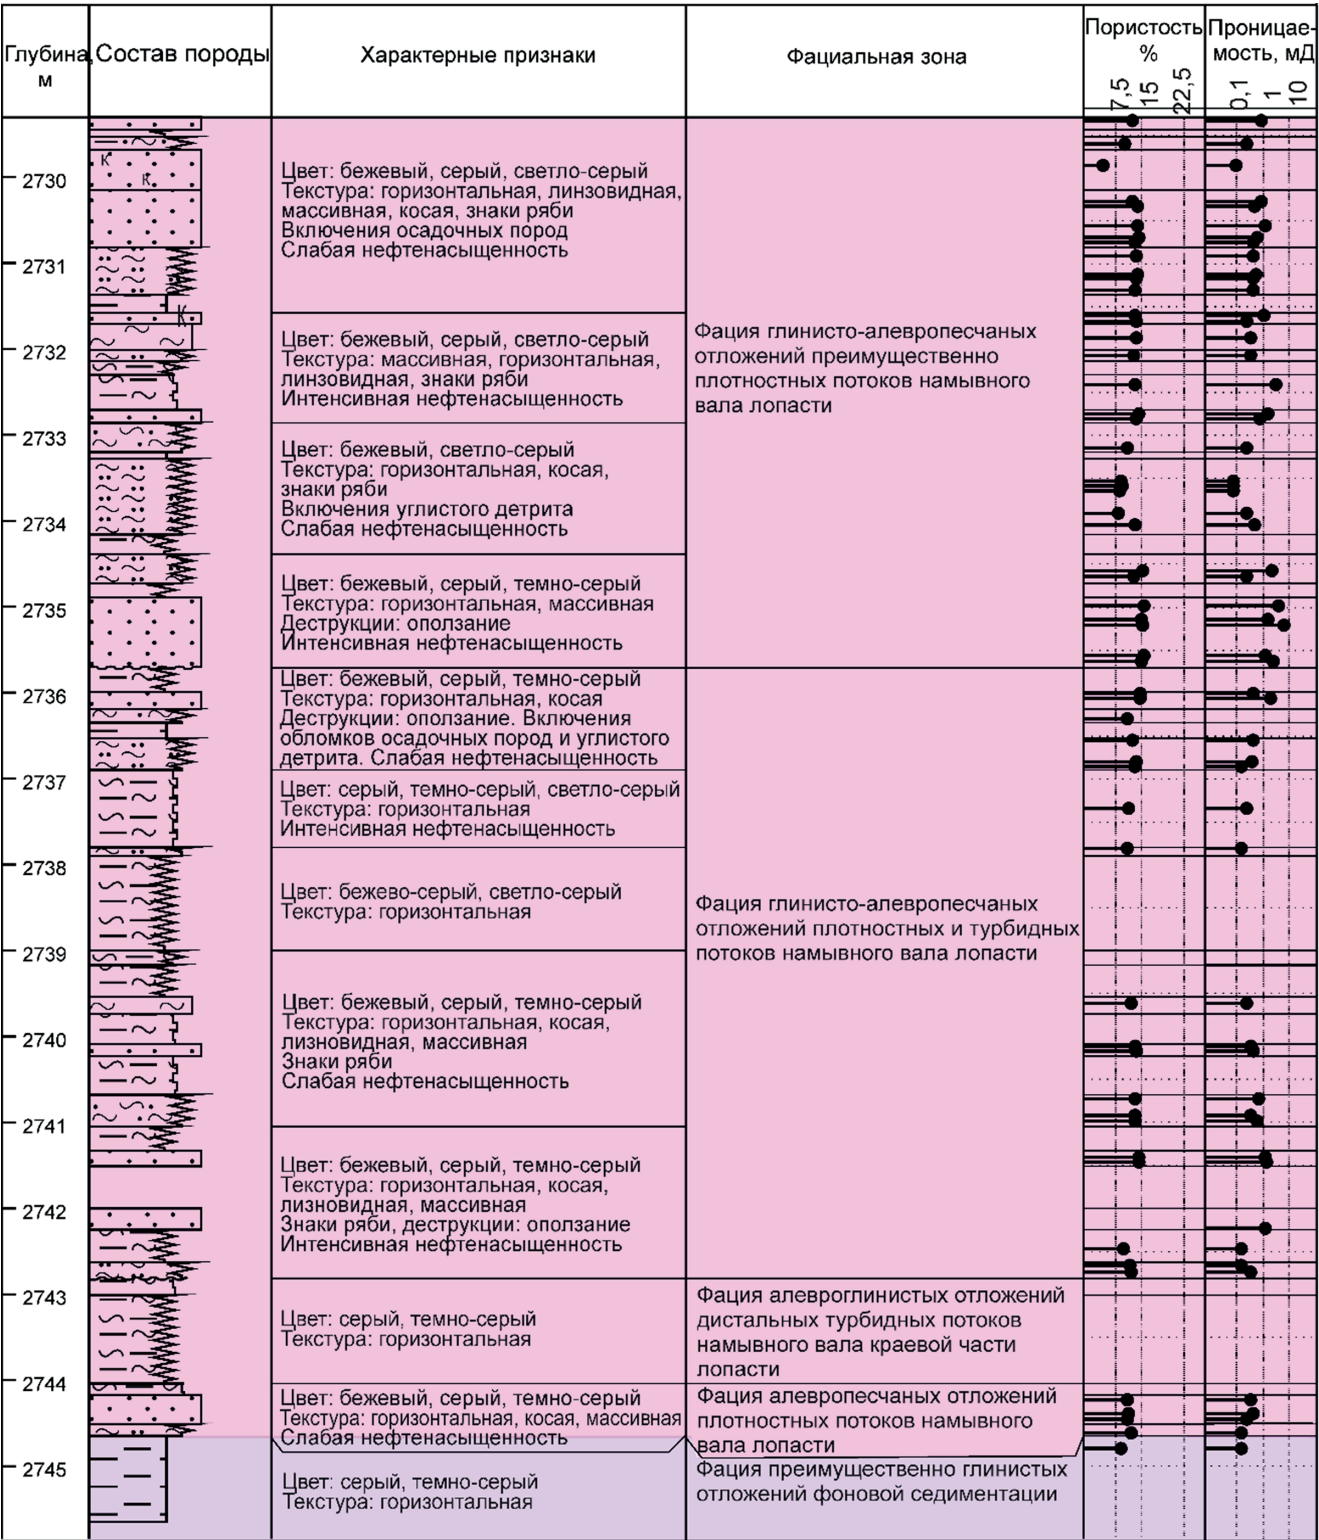 Глубина,
м
Состав породы
Характерные признаки
Фациальная зона
Пористость
%
7,5
15
22,5
Проницае-
мость, мД
0,1
1
10
2730
2731
2732
2733
2734
2735
2736
2737
2738
2739
2740
2741
2742
2743
2744
2745
К
К
К
Цвет: бежевый, серый, светло-серый
Текстура: горизонтальная, линзовидная,
массивная, косая, знаки ряби
Включения осадочных пород
Слабая нефтенасыщенность
Цвет: бежевый, серый, светло-серый
Текстура: массивная, горизонтальная,
линзовидная, знаки ряби
Интенсивная нефтенасыщенность
Цвет: бежевый, светло-серый
Текстура: горизонтальная, косая,
знаки ряби
Включения углистого детрита
Слабая нефтенасыщенность
Цвет: бежевый, серый, темно-серый
Текстура: горизонтальная, массивная
Деструкции: оползание
Интенсивная нефтенасыщенность
Цвет: бежевый, серый, темно-серый
Текстура: горизонтальная, косая
Деструкции: оползание. Включения
обломков осадочных пород и углистого
детрита. Слабая нефтенасыщенность
Цвет: серый, темно-серый, светло-серый
Текстура: горизонтальная
Интенсивная нефтенасыщенность
Цвет: бежево-серый, светло-серый
Текстура: горизонтальная
Цвет: бежевый, серый, темно-серый
Текстура: горизонтальная, косая,
лизновидная, массивная
Знаки ряби
Слабая нефтенасыщенность
Цвет: бежевый, серый, темно-серый
Текстура: горизонтальная, косая,
лизновидная, массивная
Знаки ряби, деструкции: оползание
Интенсивная нефтенасыщенность
Цвет: серый, темно-серый
Текстура: горизонтальная
Цвет: бежевый, серый, темно-серый
Текстура: горизонтальная, косая, массивная
Слабая нефтенасыщенность
Цвет: серый, темно-серый
Текстура: горизонтальная
Фация глинисто-алевропесчаных
отложений преимущественно
плотностных потоков намывного
вала лопасти
Фация глинисто-алевропесчаных
отложений плотностных и турбидных
потоков намывного вала лопасти
Фация алевроглинистых отложений
дистальных турбидных потоков
намывного вала краевой части
лопасти
Фация алевропесчаных отложений
плотностных потоков намывного
вала лопасти
Фация преимущественно глинистых
отложений фоновой седиментации